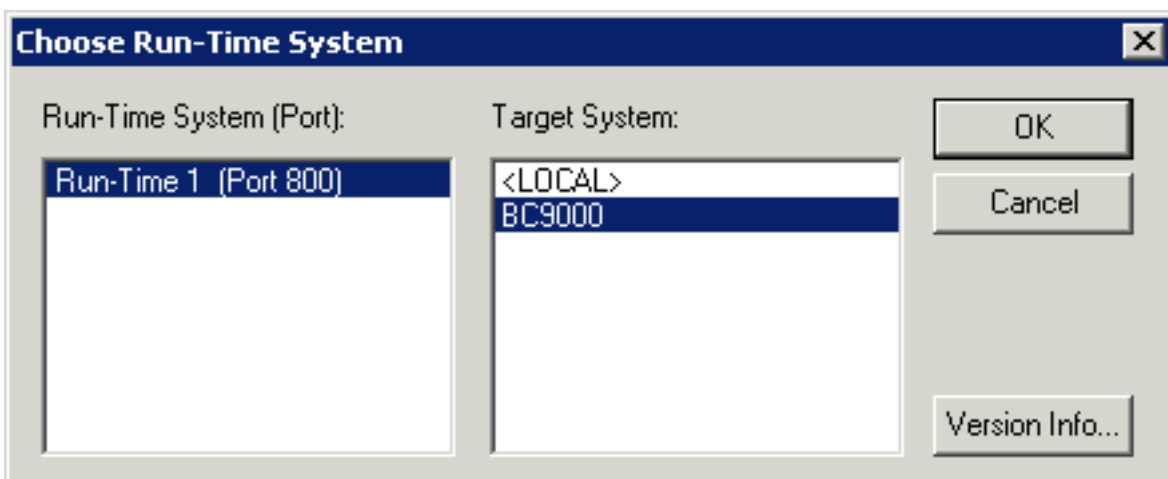 Choose Run-Time System
Run-Time System (Port):
Run-Time 1  (Port 800)
Target System:
<LOCAL>
BC9000
OK
Cancel
Version Info...